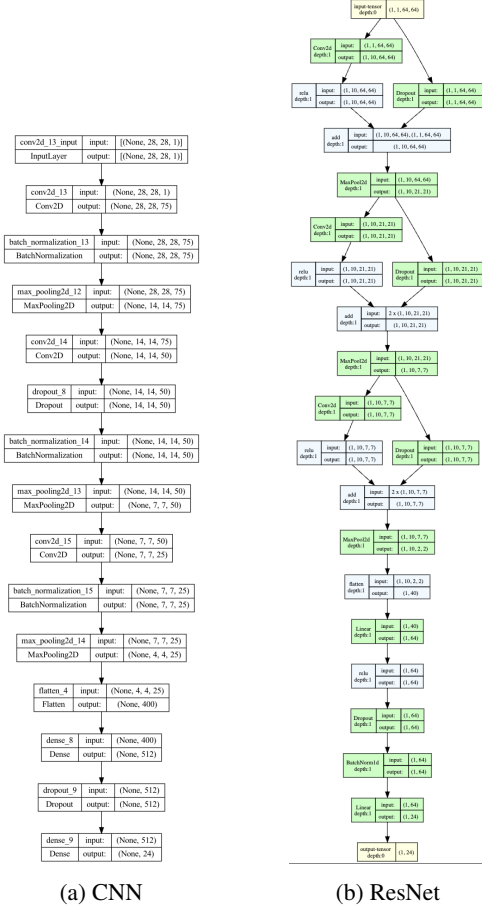 conv2d_13_input input: [(None, 28, 28, 1)]
InputLayer output: [(None, 28, 28, 1)]
conv2d_13 input: (None, 28, 28, 1)
Conv2D output: (None, 28, 28, 75)
batch_normalization_13 input: (None, 28, 28, 75)
BatchNormalization output: (None, 28, 28, 75)
max_pooling2d_12 input: (None, 28, 28, 75)
MaxPooling2D output: (None, 14, 14, 75)
conv2d_14 input: (None, 14, 14, 75)
Conv2D output: (None, 14, 14, 50)
dropout_8 input: (None, 14, 14, 50)
Dropout output: (None, 14, 14, 50)
batch_normalization_14 input: (None, 14, 14, 50)
BatchNormalization output: (None, 14, 14, 50)
max_pooling2d_13 input: (None, 14, 14, 50)
MaxPooling2D output: (None, 7, 7, 50)
conv2d_15 input: (None, 7, 7, 50)
Conv2D output: (None, 7, 7, 25)
batch_normalization_15 input: (None, 7, 7, 25)
BatchNormalization output: (None, 7, 7, 25)
max_pooling2d_14 input: (None, 7, 7, 25)
MaxPooling2D output: (None, 4, 4, 25)
flatten_4 input: (None, 4, 4, 25)
Flatten output: (None, 400)
dense_8 input: (None, 400)
Dense output: (None, 512)
dropout_9 input: (None, 512)
Dropout output: (None, 512)
dense_9 input: (None, 512)
Dense output: (None, 24)
(a) CNN
input-tensor
depth:0
(1, 1, 64, 64)
Conv2d
depth:1
input: (1, 1, 64, 64)
output: (1, 10, 64, 64)
relu
depth:1
input: (1, 10, 64, 64)
output: (1, 10, 64, 64)
Dropout
depth:1
input: (1, 1, 64, 64)
output: (1, 1, 64, 64)
add
depth:1
input: (1, 10, 64, 64), (1, 1, 64, 64)
output: (1, 10, 64, 64)
MaxPool2d
depth:1
input: (1, 10, 64, 64)
output: (1, 10, 21, 21)
Conv2d
depth:1
input: (1, 10, 21, 21)
output: (1, 10, 21, 21)
relu
depth:1
input: (1, 10, 21, 21)
output: (1, 10, 21, 21)
Dropout
depth:1
input: (1, 10, 21, 21)
output: (1, 10, 21, 21)
add
depth:1
input: 2 x (1, 10, 21, 21)
output: (1, 10, 21, 21)
MaxPool2d
depth:1
input: (1, 10, 21, 21)
output: (1, 10, 7, 7)
Conv2d
depth:1
input: (1, 10, 7, 7)
output: (1, 10, 7, 7)
relu
depth:1
input: (1, 10, 7, 7)
output: (1, 10, 7, 7)
Dropout
depth:1
input: (1, 10, 7, 7)
output: (1, 10, 7, 7)
add
depth:1
input: 2 x (1, 10, 7, 7)
output: (1, 10, 7, 7)
MaxPool2d
depth:1
input: (1, 10, 7, 7)
output: (1, 10, 2, 2)
flatten
depth:1
input: (1, 10, 2, 2)
output: (1, 40)
Linear
depth:1
input: (1, 40)
output: (1, 64)
relu
depth:1
input: (1, 64)
output: (1, 64)
Dropout
depth:1
input: (1, 64)
output: (1, 64)
BatchNorm1d
depth:1
input: (1, 64)
output: (1, 64)
Linear
depth:1
input: (1, 64)
output: (1, 24)
output-tensor
depth:0
(1, 24)
(b) ResNet